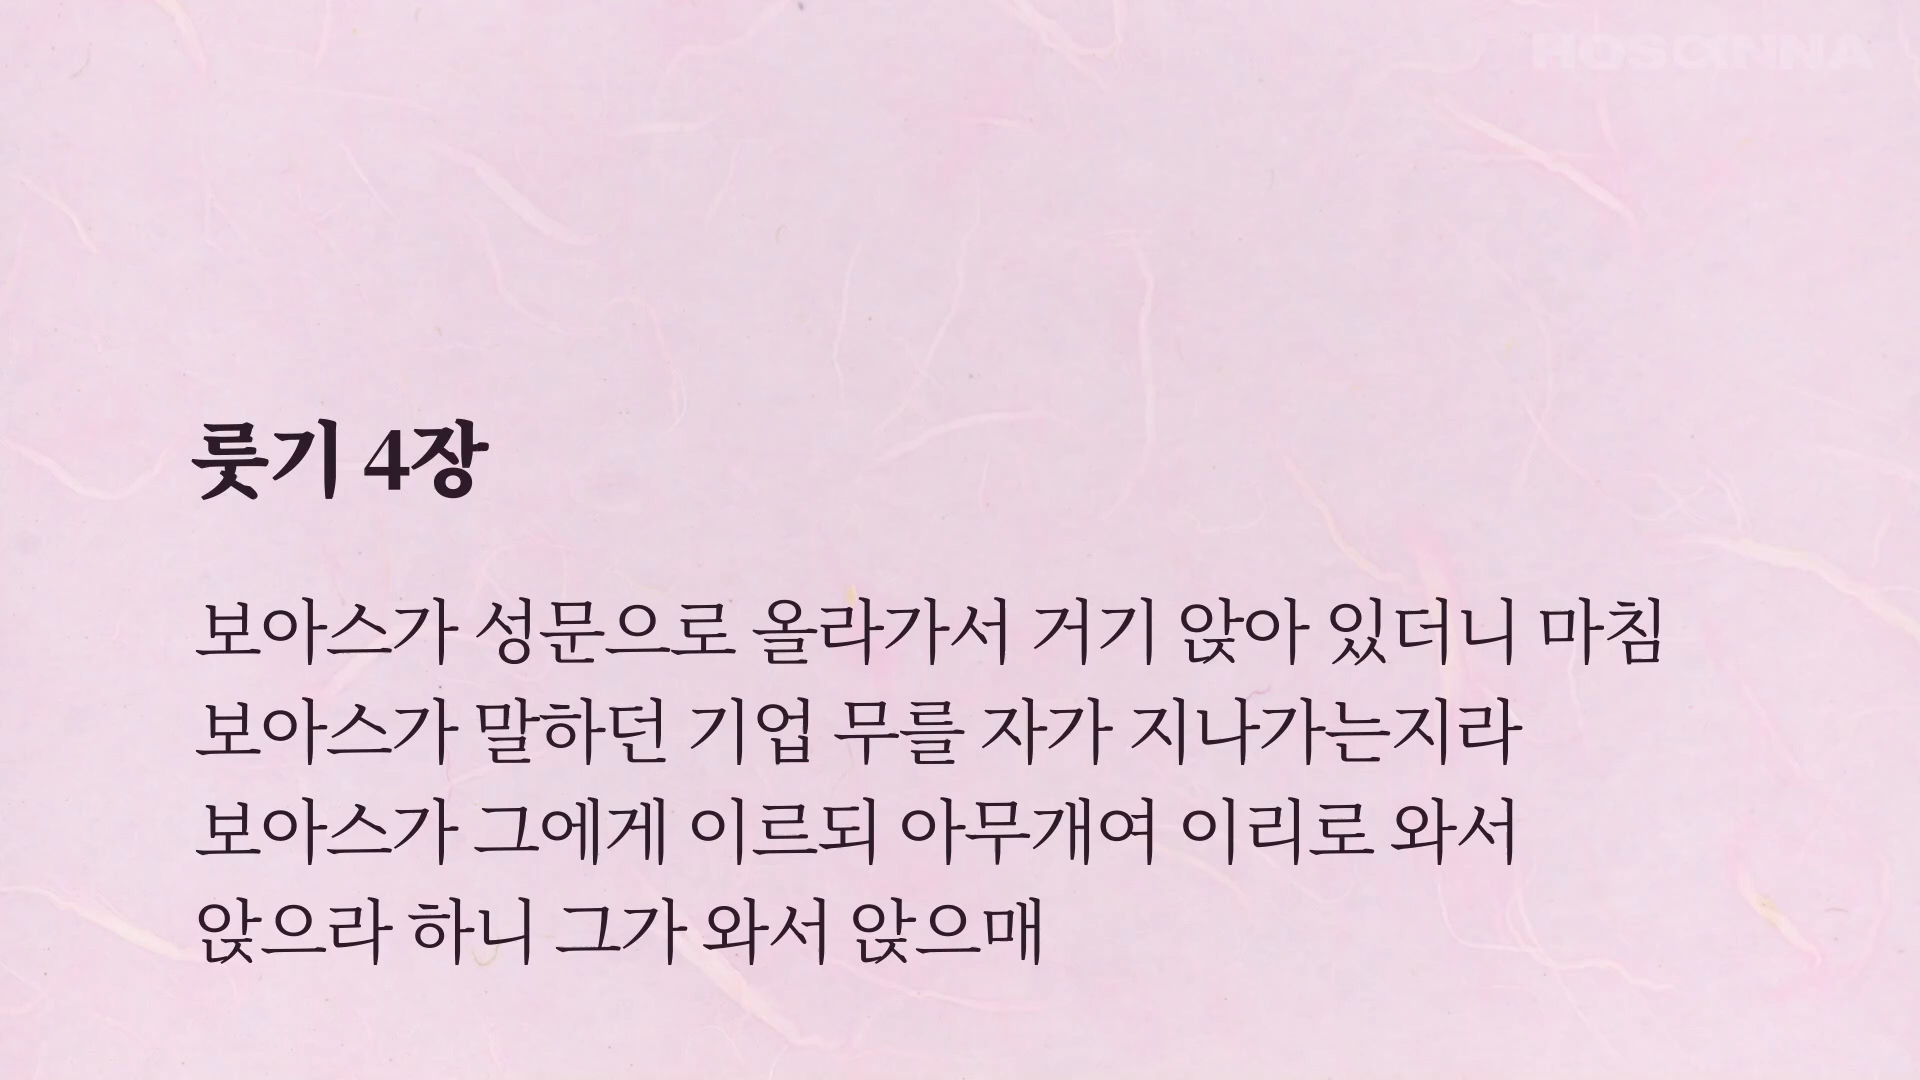 HOSANNA
룻기 4장
보아스가 성문으로 올라가서 거기 앉아 있더니 마침
보아스가 말하던 기업 무를 자가 지나가는지라
보아스가 그에게 이르되 아무개여 이리로 와서
앉으라 하니 그가 와서 앉으매